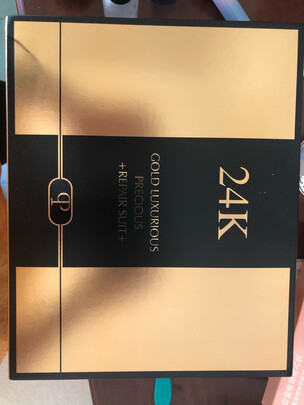 24K
GOLD LUXURIOUS
PRECIOUS
+REPAIR SUIT+